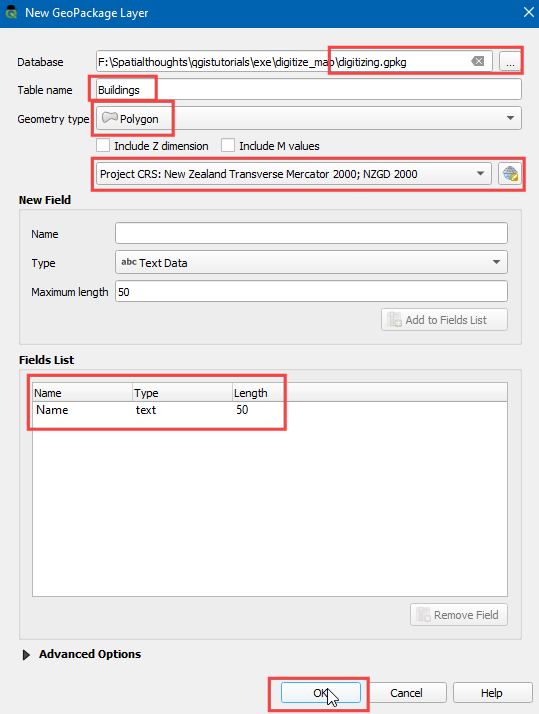 New GeoPackage Layer
Database F:\Spatialthoughts\qgistutorials\exe\digitize_map\digitizing.gpkg ...
Table name Buildings
Geometry type Polygon
Include Z dimension Include M values
Project CRS: New Zealand Transverse Mercator 2000; NZGD 2000
New Field
Name
Type abc Text Data
Maximum length 50
Add to Fields List
Fields List
Name Type Length
Name text 50
Remove Field
Advanced Options
OK Cancel Help